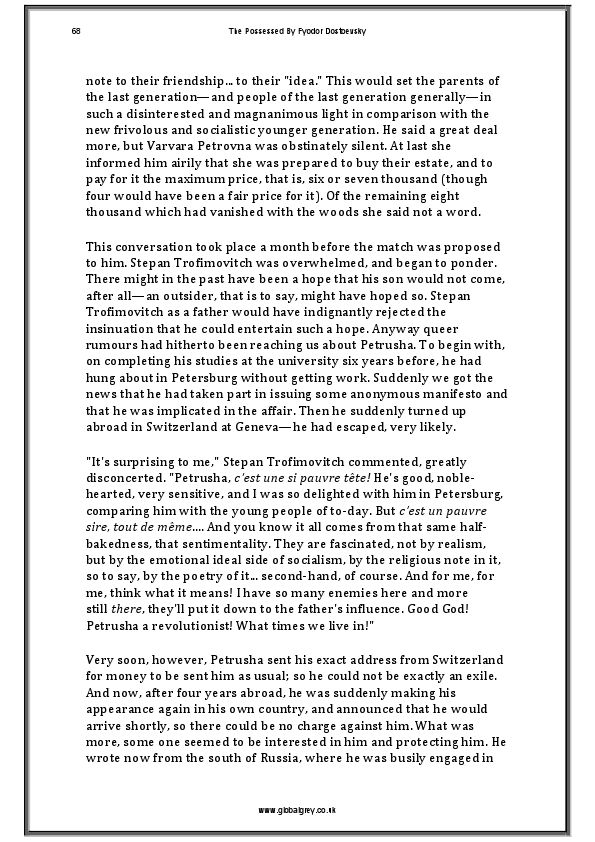 68
The Possessed By Fyodor Dostoevsky
note to their friendship... to their "idea." This would set the parents of
the last generation—and people of the last generation generally—in
such a disinterested and magnanimous light in comparison with the
new frivolous and socialistic younger generation. He said a great deal
more, but Varvara Petrovna was obstinately silent. At last she
informed him airily that she was prepared to buy their estate, and to
pay for it the maximum price, that is, six or seven thousand (though
four would have been a fair price for it). Of the remaining eight
thousand which had vanished with the woods she said not a word.
This conversation took place a month before the match was proposed
to him. Stepan Trofimovitch was overwhelmed, and began to ponder.
There might in the past have been a hope that his son would not come,
after all—an outsider, that is to say, might have hoped so. Stepan
Trofimovitch as a father would have indignantly rejected the
insinuation that he could entertain such a hope. Anyway queer
rumours had hitherto been reaching us about Petrusha. To begin with,
on completing his studies at the university six years before, he had
hung about in Petersburg without getting work. Suddenly we got the
news that he had taken part in issuing some anonymous manifesto and
that he was implicated in the affair. Then he suddenly turned up
abroad in Switzerland at Geneva—he had escaped, very likely.
"It's surprising to me," Stepan Trofimovitch commented, greatly
disconcerted. "Petrusha, c'est une si pauvre tête! He's good, noble-
hearted, very sensitive, and I was so delighted with him in Petersburg,
comparing him with the young people of to-day. But c'est un pauvre
sire, tout de même.... And you know it all comes from that same half-
bakedness, that sentimentality. They are fascinated, not by realism,
but by the emotional ideal side of socialism, by the religious note in it,
so to say, by the poetry of it... second-hand, of course. And for me, for
me, think what it means! I have so many enemies here and more
still there, they'll put it down to the father's influence. Good God!
Petrusha a revolutionist! What times we live in!"
Very soon, however, Petrusha sent his exact address from Switzerland
for money to be sent him as usual; so he could not be exactly an exile.
And now, after four years abroad, he was suddenly making his
appearance again in his own country, and announced that he would
arrive shortly, so there could be no charge against him. What was
more, some one seemed to be interested in him and protecting him. He
wrote now from the south of Russia, where he was busily engaged in
www.globalgrey.co.uk